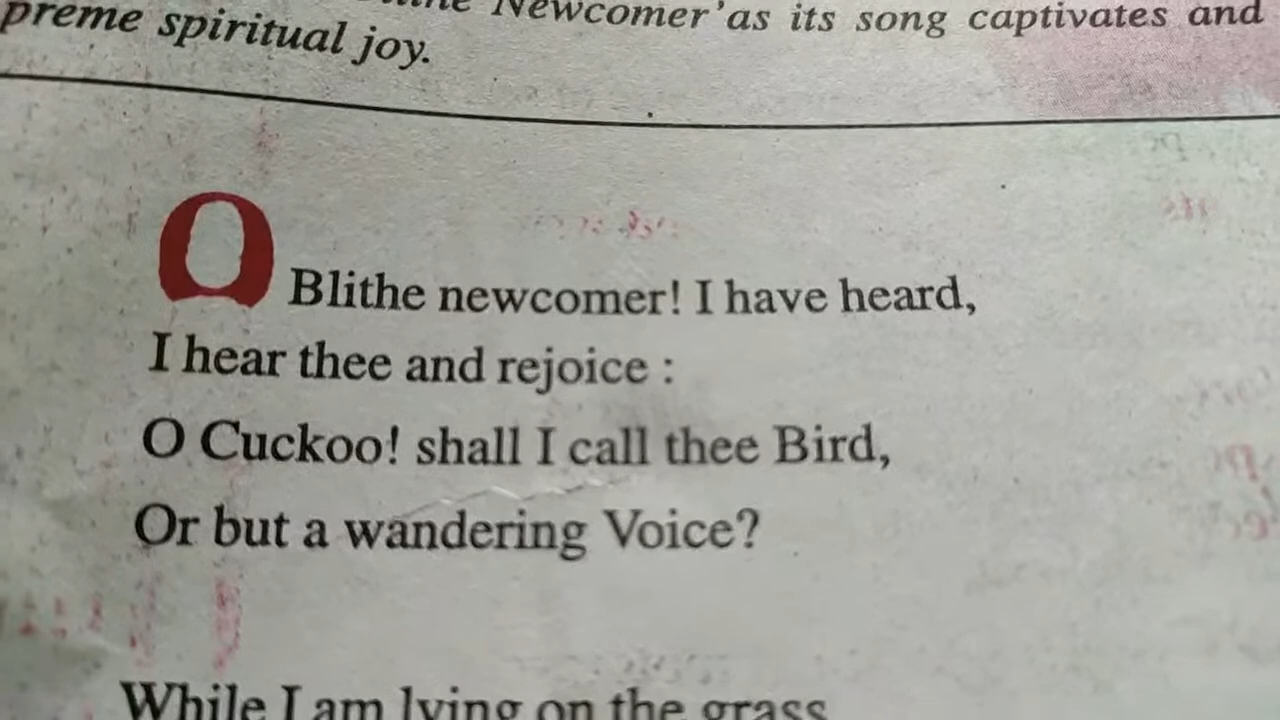 Newcomer' as its song captivates and
preme spiritual joy.
O Blithe newcomer! I have heard,
I hear thee and rejoice :
O Cuckoo! shall I call thee Bird,
Or but a wandering Voice?
While I am lying on the grass